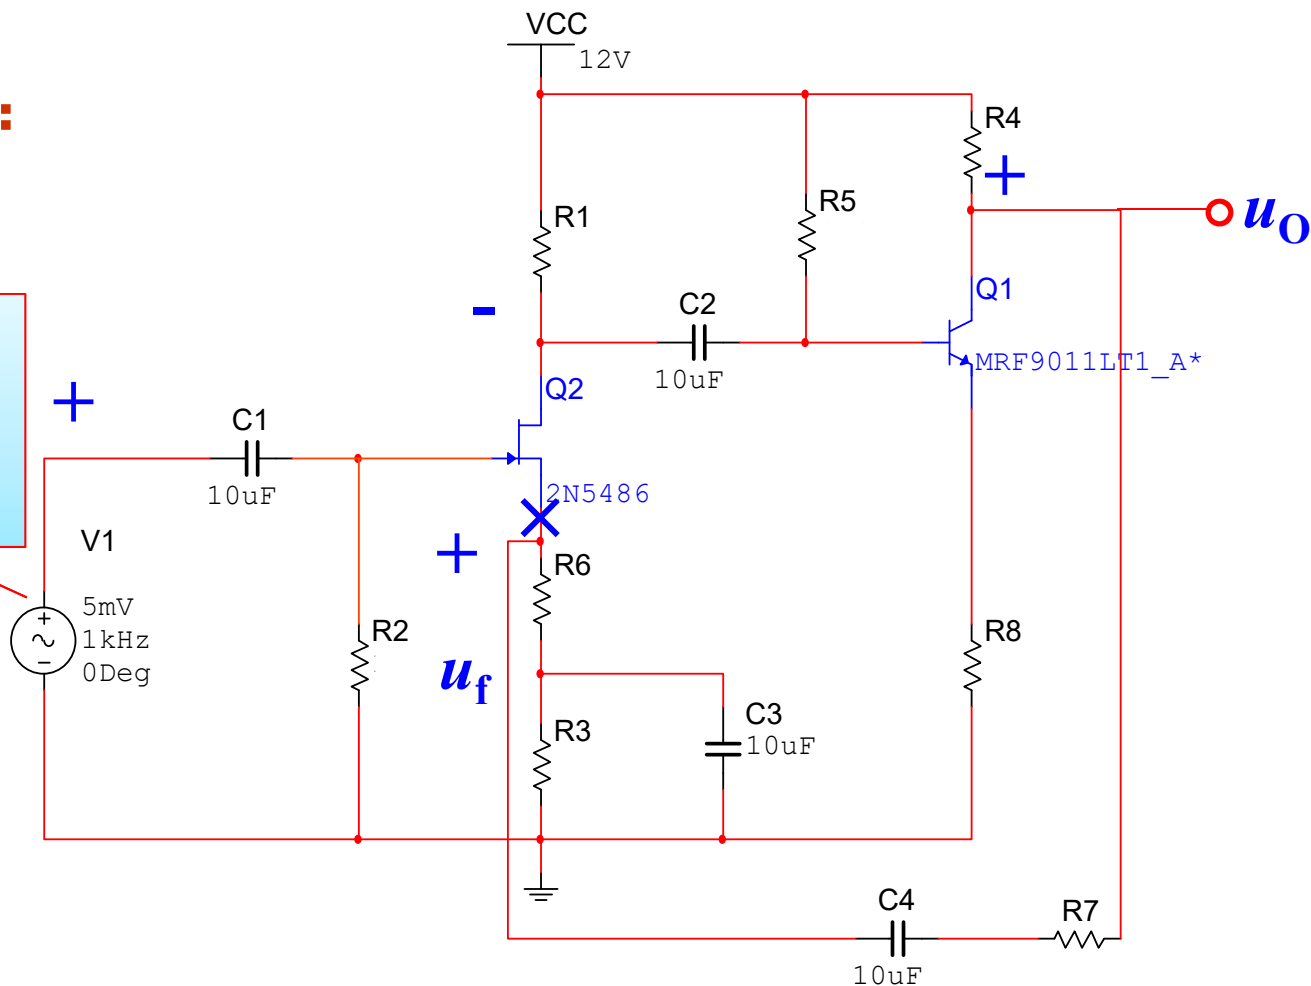 VCC
12V
:
R4
+
R5
R1
uO
Q1
C2
-
MRF9011LT1_A*
10uF
Q2
+
C1
10uF
2N5486
V1
+
R6
5mV
1kHz
0Deg
R2
R8
uf
C3
10uF
R3
C4
R7
10uF